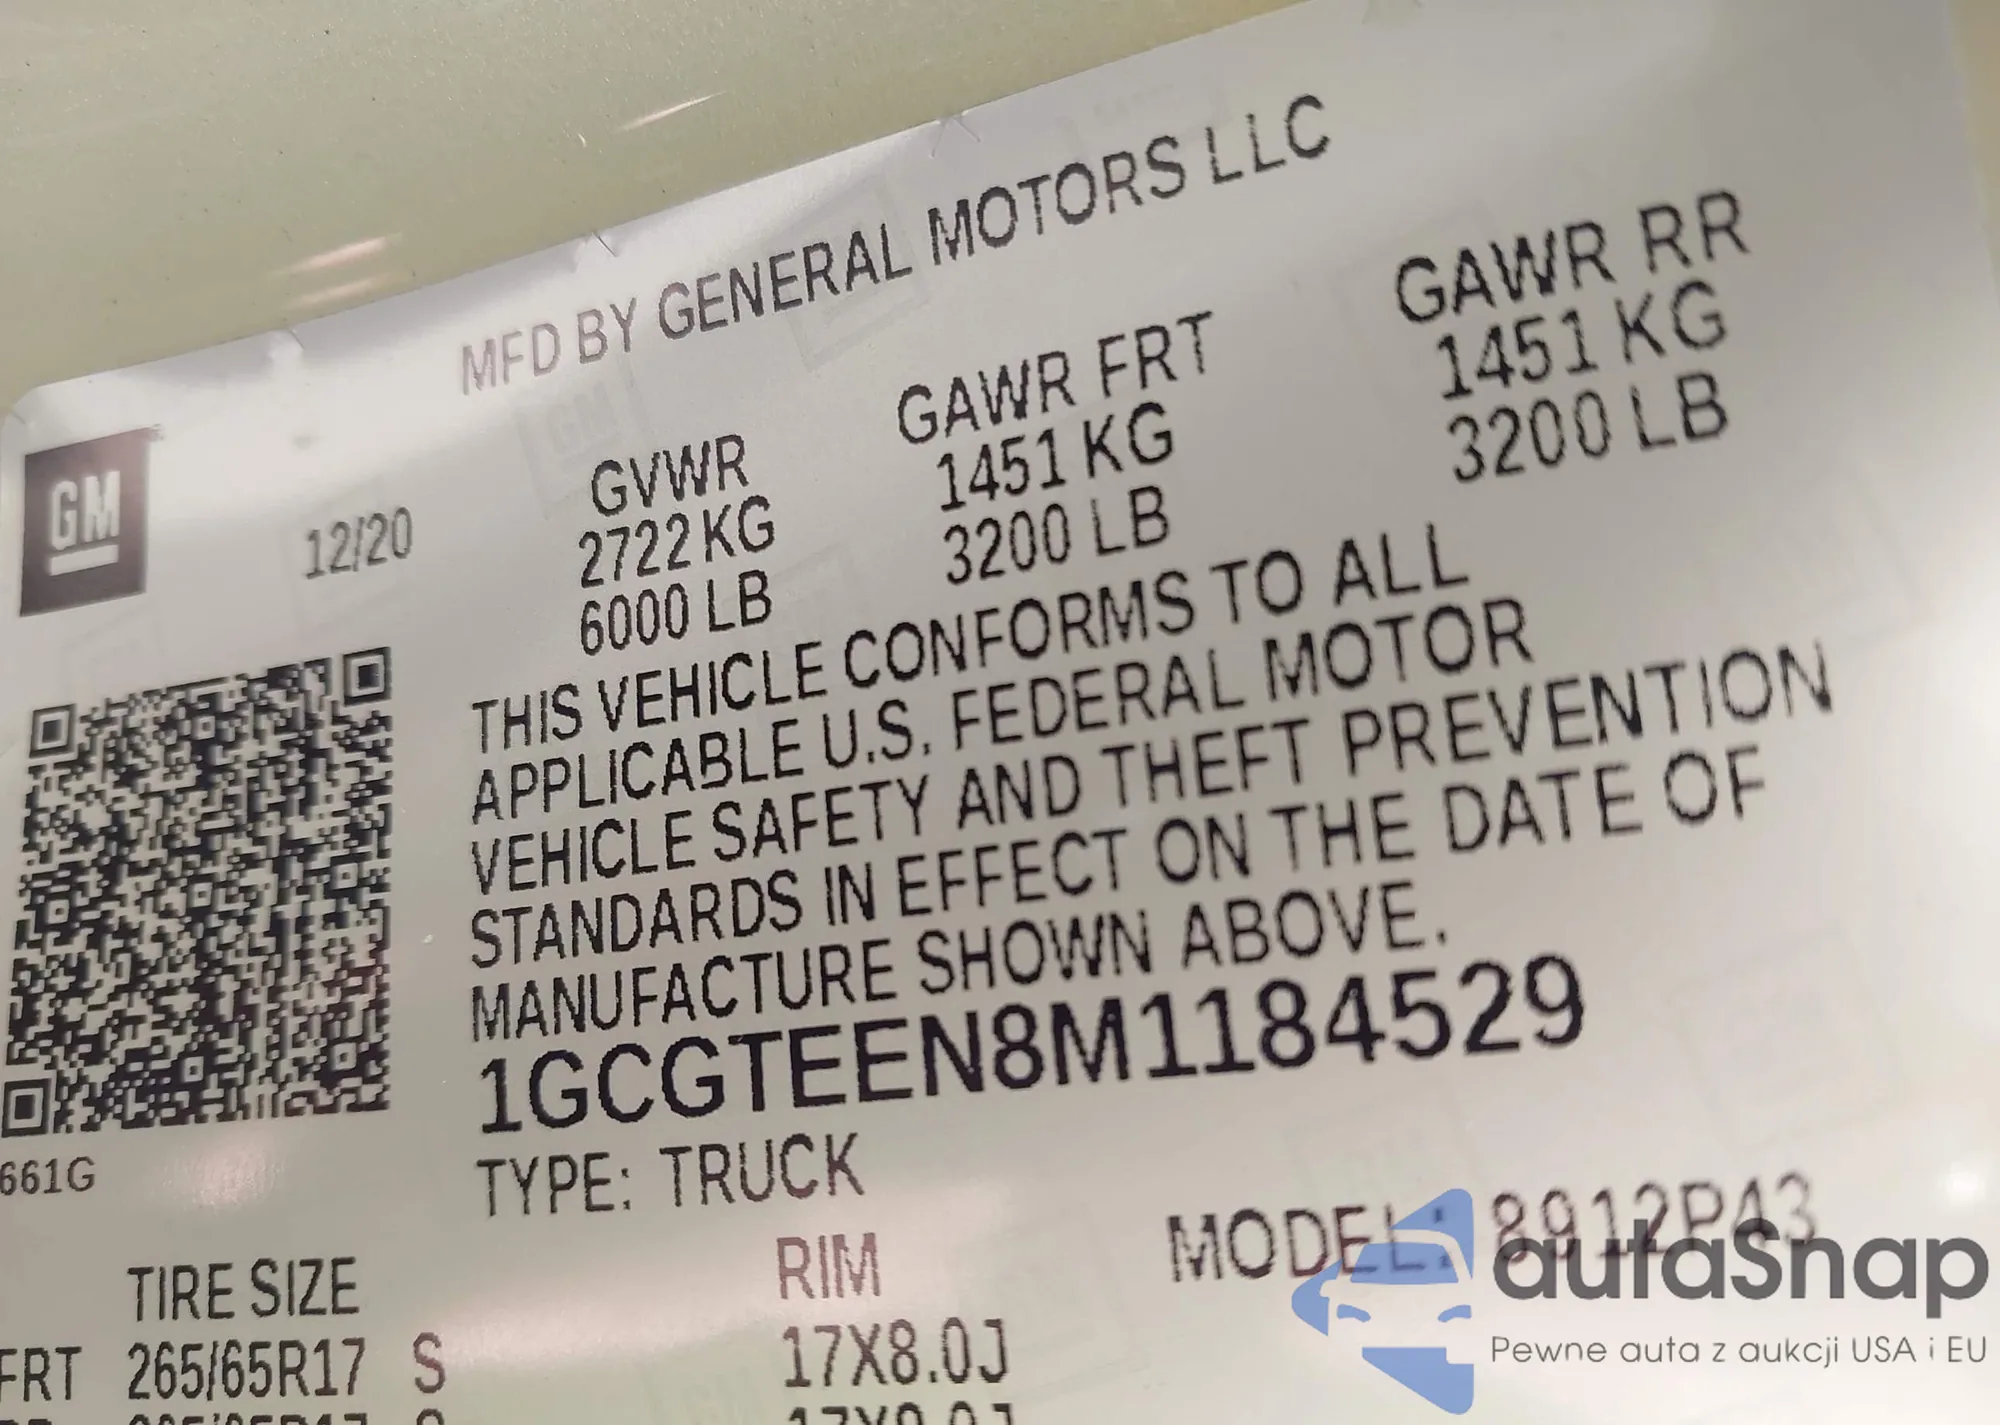 MFD BY GENERAL MOTORS LLC
GM
12/20
GVWR
2722 KG
6000 LB
GAWR FRT
1451 KG
3200 LB
GAWR RR
1451 KG
3200 LB
THIS VEHICLE CONFORMS TO ALL
APPLICABLE U.S. FEDERAL MOTOR
VEHICLE SAFETY AND THEFT PREVENTION
STANDARDS IN EFFECT ON THE DATE OF
MANUFACTURE SHOWN ABOVE.
1GCGTEEN8M1184529
661G
TYPE: TRUCK
MODEL: 8912P43
TIRE SIZE
RIM
FRT 265/65R17 S 17X8.0J
autaSnap
Pewne auta z aukcji USA i EU